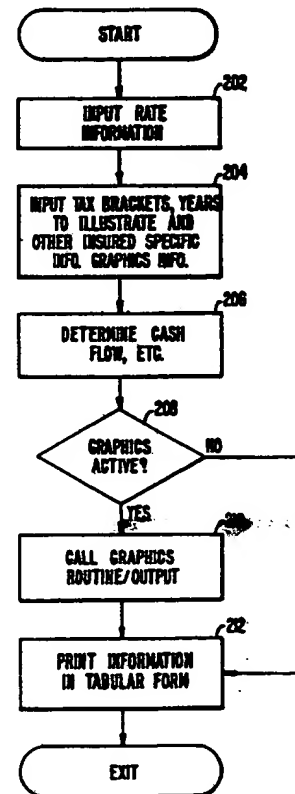 START
202
INPUT RATE
INFORMATION
204
INPUT TAX BRACKETS, YEARS
TO ILLUSTRATE AND
OTHER INSURED SPECIFIC
INFO. GRAPHICS INFO.
206
DETERMINE CASH
FLOW, ETC.
208
GRAPHICS
ACTIVE?
NO
YES
CALL GRAPHICS
ROUTINE/OUTPUT
212
PRINT INFORMATION
IN TABULAR FORM
EXIT